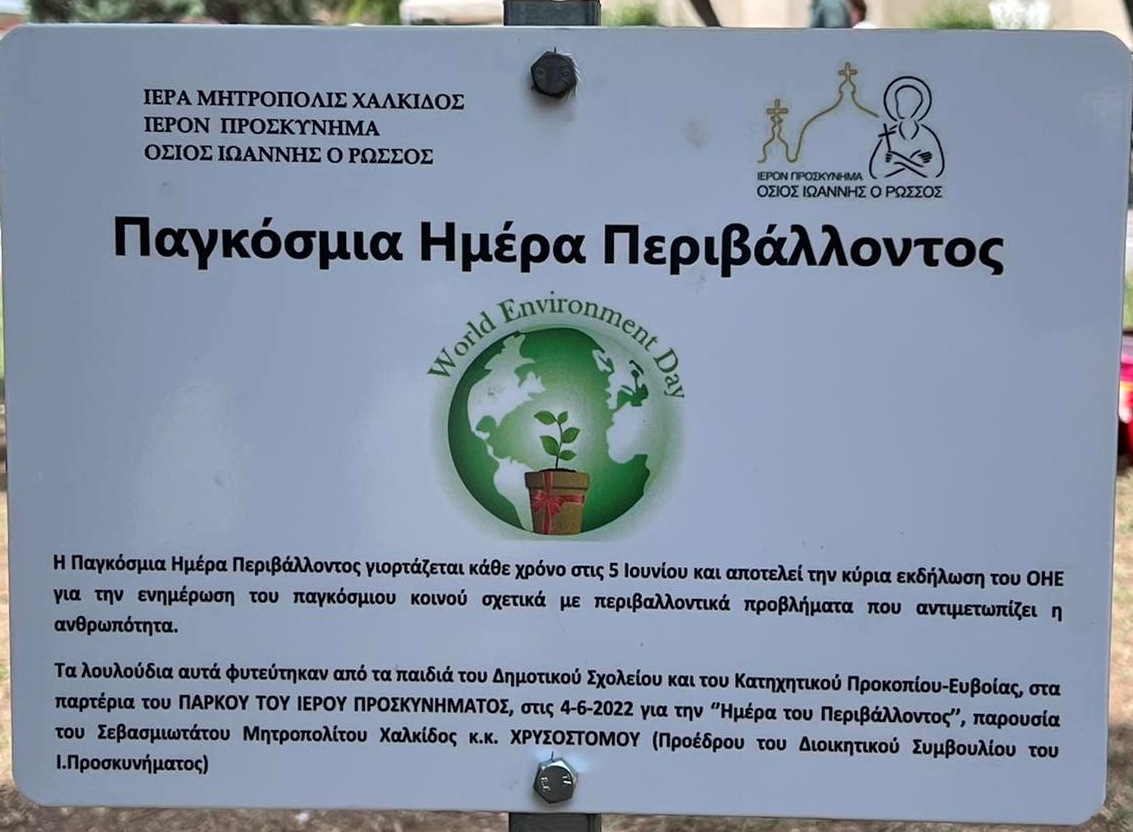 ΙΕΡΑ ΜΗΤΡΟΠΟΛΙΣ ΧΑΛΚΙΔΟΣ
ΙΕΡΟΝ ΠΡΟΣΚΥΝΗΜΑ
ΟΣΙΟΣ ΙΩΑΝΝΗΣ Ο ΡΩΣΣΟΣ
ΙΕΡΟΝ ΠΡΟΣΚΥΝΗΜΑ
ΟΣΙΟΣ ΙΩΑΝΝΗΣ Ο ΡΩΣΣΟΣ
Παγκόσμια Ημέρα Περιβάλλοντος
World Environment Day
Η Παγκόσμια Ημέρα Περιβάλλοντος γιορτάζεται κάθε χρόνο στις 5 Ιουνίου και αποτελεί την κύρια εκδήλωση του ΟΗΕ
για την ενημέρωση του παγκόσμιου κοινού σχετικά με περιβαλλοντικά προβλήματα που αντιμετωπίζει η
ανθρωπότητα.
Τα λουλούδια αυτά φυτεύτηκαν από τα παιδιά του Δημοτικού Σχολείου και του Κατηχητικού Προκοπίου-Ευβοίας, στα
παρτέρια του ΠΑΡΚΟΥ ΤΟΥ ΙΕΡΟΥ ΠΡΟΣΚΥΝΗΜΑΤΟΣ, στις 4-6-2022 για την ‘’Ημέρα του Περιβάλλοντος’’, παρουσία
του Σεβασμιωτάτου Μητροπολίτου Χαλκίδος κ.κ. ΧΡΥΣΟΣΤΟΜΟΥ (Προέδρου του Διοικητικού Συμβουλίου του
Ι.Προσκυνήματος)